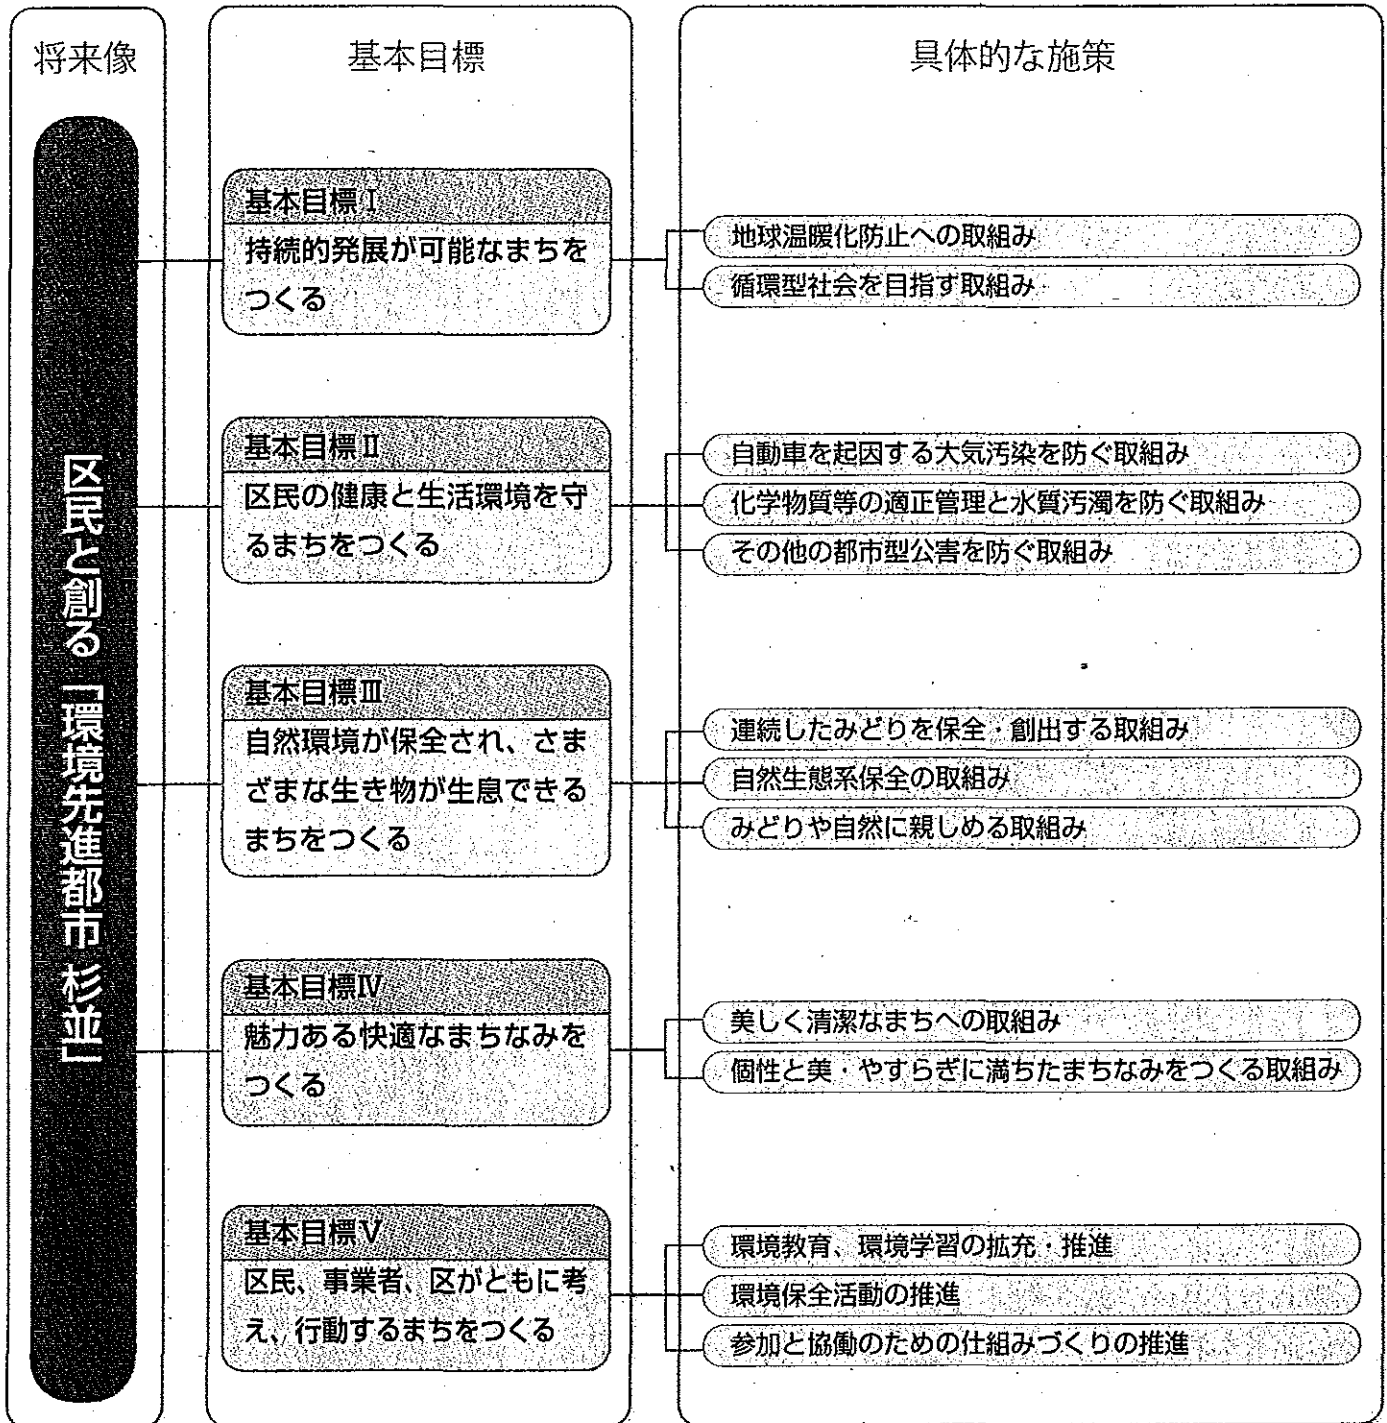 将来像
基本目標
具体的な施策
区民と創る「環境先進都市 杉並」
基本目標Ⅰ
持続的発展が可能なまちを
つくる
地球温暖化防止への取組み
循環型社会を目指す取組み
基本目標Ⅱ
区民の健康と生活環境を守
るまちをつくる
自動車を起因する大気汚染を防ぐ取組み
化学物質等の適正管理と水質汚濁を防ぐ取組み
その他の都市型公害を防ぐ取組み
基本目標Ⅲ
自然環境が保全され、さま
ざまな生き物が生息できる
まちをつくる
連続したみどりを保全・創出する取組み
自然生態系保全の取組み
みどりや自然に親しめる取組み
基本目標Ⅳ
魅力ある快適なまちなみを
つくる
美しく清潔なまちへの取組み
個性と美・やすらぎに満ちたまちなみをつくる取組み
基本目標Ⅴ
区民、事業者、区がともに考
え、行動するまちをつくる
環境教育、環境学習の拡充・推進
環境保全活動の推進
参加と協働のための仕組みづくりの推進